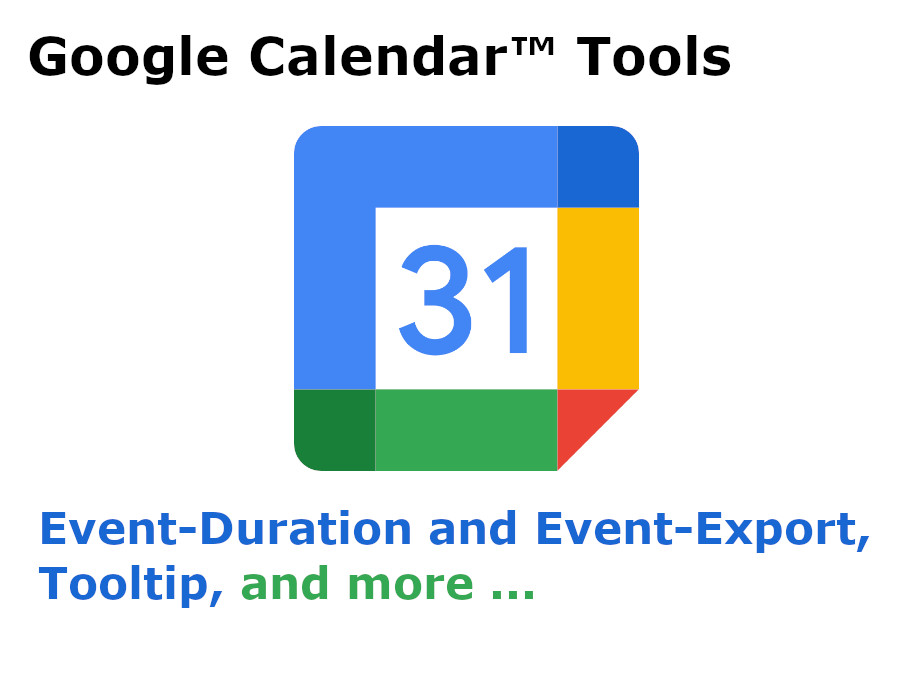 Google Calendar™ Tools
31
Event-Duration and Event-Export,
Tooltip, and more ...